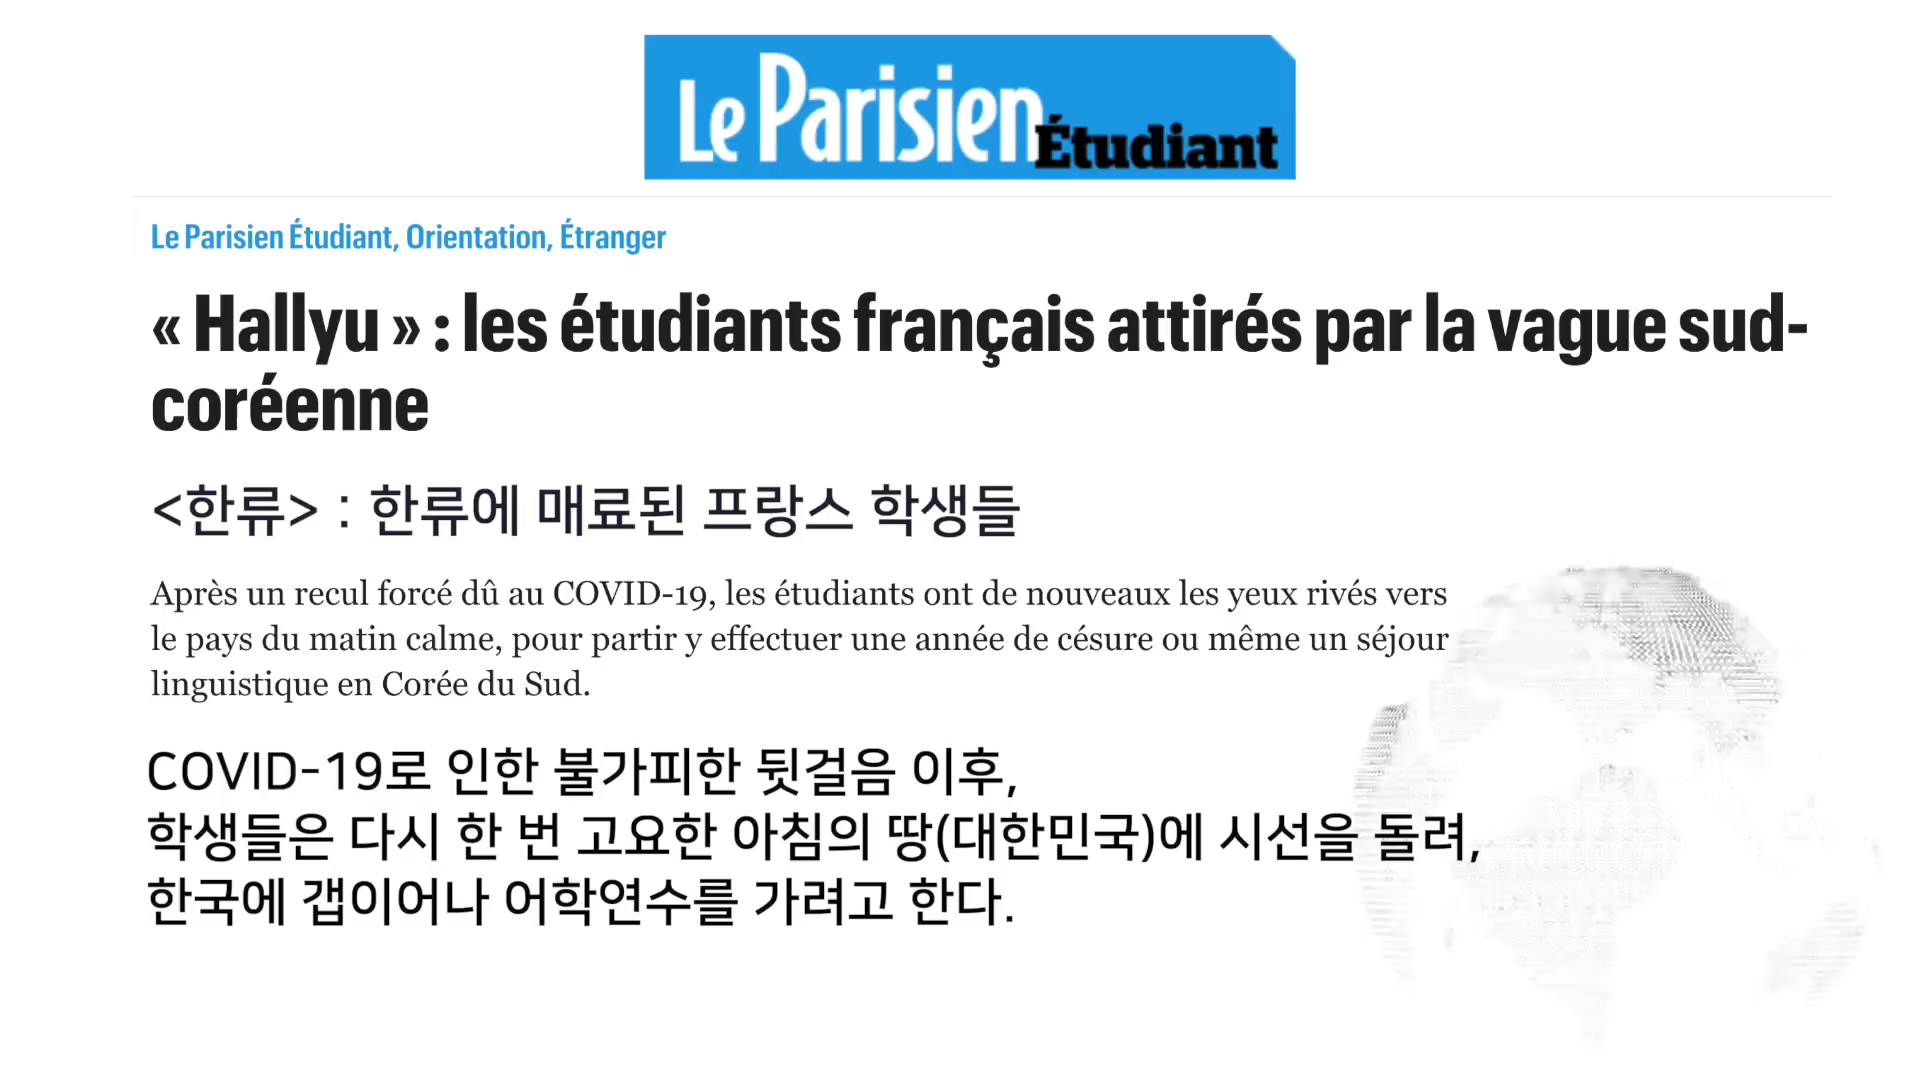 Le Parisien Étudiant
Le Parisien Étudiant, Orientation, Étranger
« Hallyu » : les étudiants français attirés par la vague sud-
coréenne
<한류> : 한류에 매료된 프랑스 학생들
Après un recul forcé dû au COVID-19, les étudiants ont de nouveaux les yeux rivés vers
le pays du matin calme, pour partir y effectuer une année de césure ou même un séjour
linguistique en Corée du Sud.
COVID-19로 인한 불가피한 뒷걸음 이후,
학생들은 다시 한 번 고요한 아침의 땅(대한민국)에 시선을 돌려,
한국에 갭이어나 어학연수를 가려고 한다.